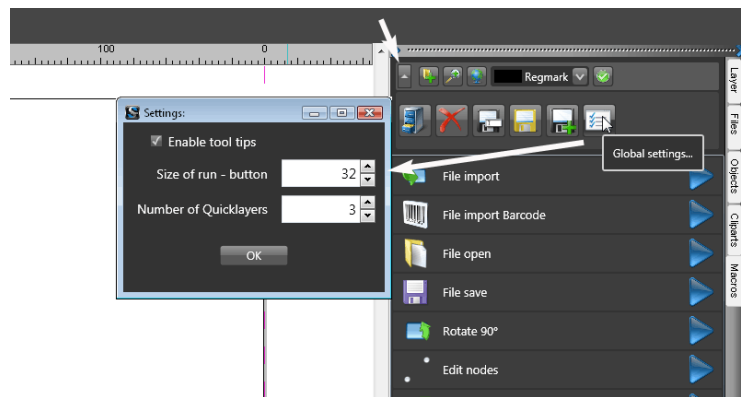 100
0
Regmark
Layer
Settings:
Enable tool tips
Files
Global settings...
Size of run - button
32
File import
Objects
Number of Quicklayers
3
File import Barcode
Cliparts
OK
File open
Macros
File save
Rotate 90°
Edit nodes